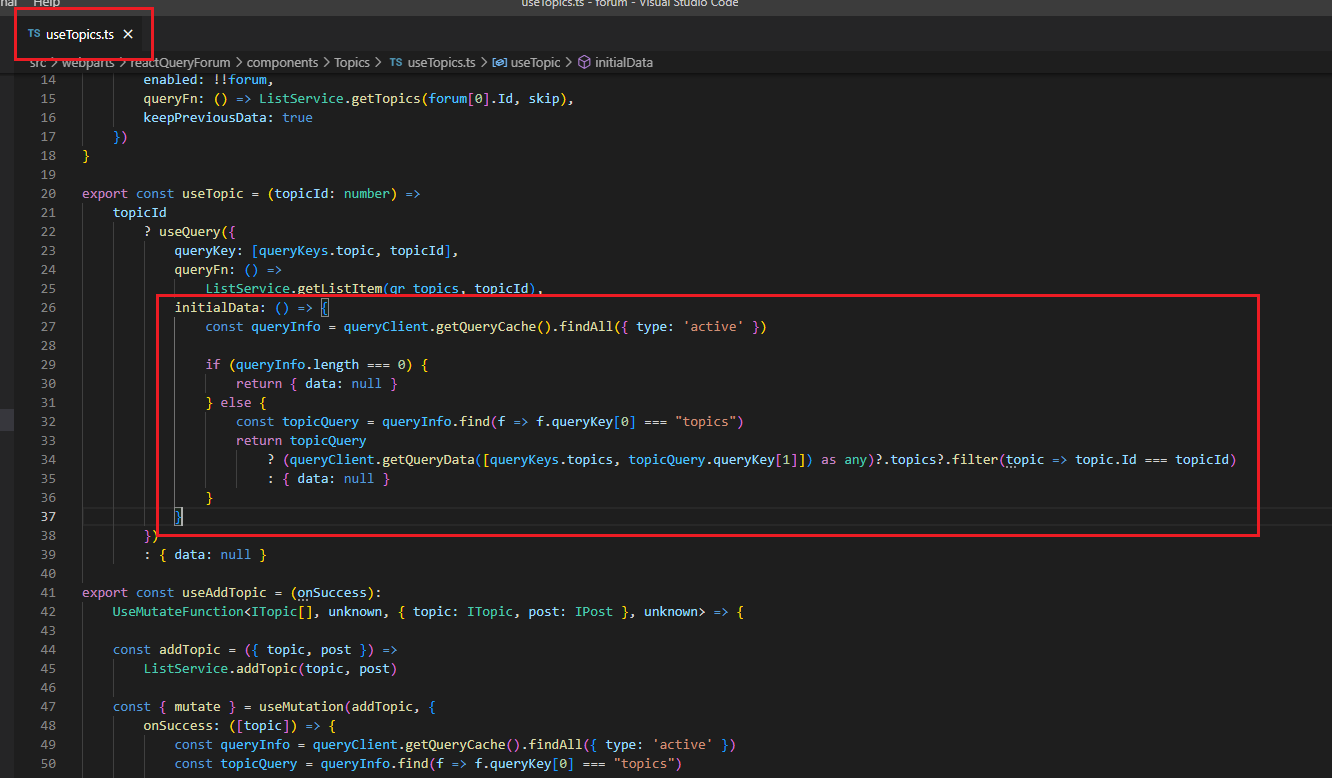 nal Help useTopics.ts - forum - Visual Studio Code
TS useTopics.ts ×
src > webparts > reactQueryForum > components > Topics > TS useTopics.ts > useTopic > initialData
14 enabled: !!forum,
15 queryFn: () => ListService.getTopics(forum[0].Id, skip),
16 keepPreviousData: true
17 })
18 }
19
20 export const useTopic = (topicId: number) =>
21 topicId
22 ? useQuery({
23 queryKey: [queryKeys.topic, topicId],
24 queryFn: () =>
25 ListService.getListItem(qr_topics, topicId),
26 initialData: () => {
27 const queryInfo = queryClient.getQueryCache().findAll({ type: 'active' })
28
29 if (queryInfo.length === 0) {
30 return { data: null }
31 } else {
32 const topicQuery = queryInfo.find(f => f.queryKey[0] === "topics")
33 return topicQuery
34 ? (queryClient.getQueryData([queryKeys.topics, topicQuery.queryKey[1]]) as any)?.topics?.filter(topic => topic.Id === topicId)
35 : { data: null }
36 }
37 }
38 })
39 : { data: null }
40
41 export const useAddTopic = (onSuccess):
42 UseMutateFunction<ITopic[], unknown, { topic: ITopic, post: IPost }, unknown> => {
43
44 const addTopic = ({ topic, post }) =>
45 ListService.addTopic(topic, post)
46
47 const { mutate } = useMutation(addTopic, {
48 onSuccess: ([topic]) => {
49 const queryInfo = queryClient.getQueryCache().findAll({ type: 'active' })
50 const topicQuery = queryInfo.find(f => f.queryKey[0] === "topics")